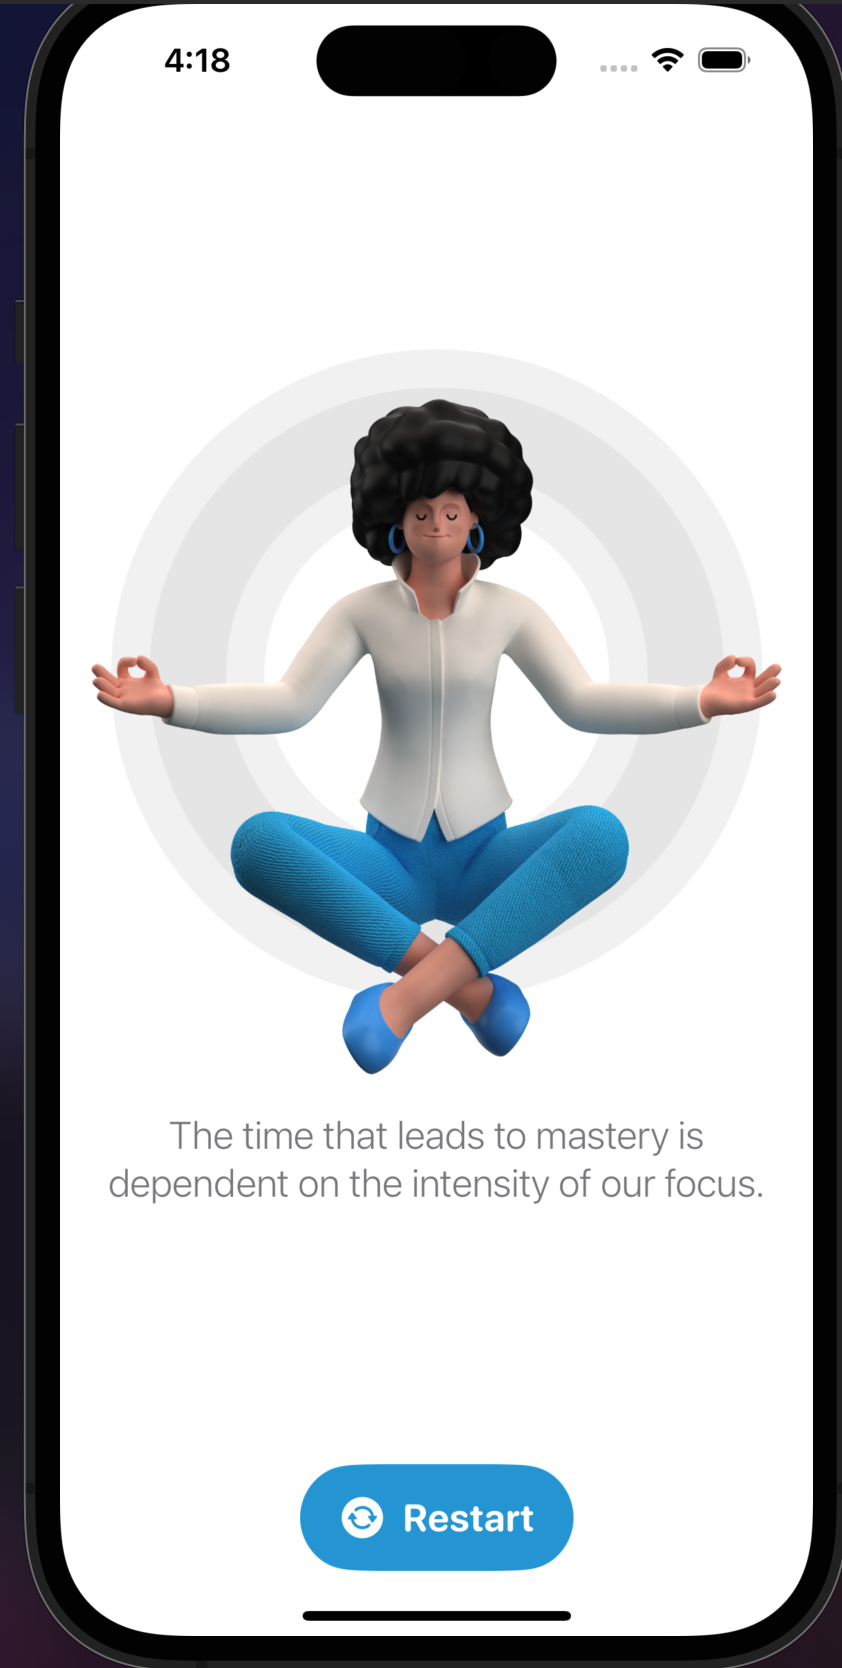 4:18
The time that leads to mastery is
dependent on the intensity of our focus.
Restart